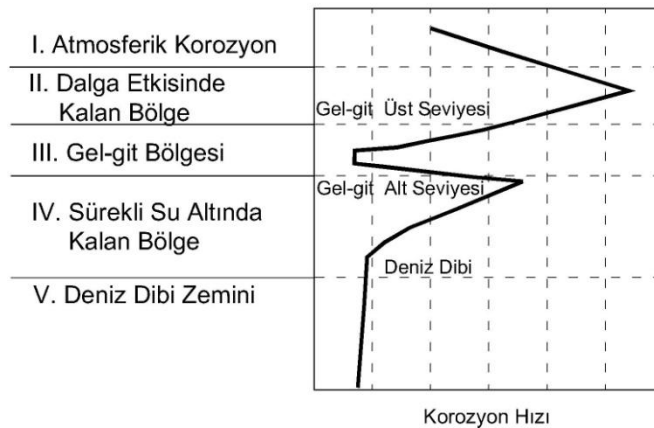 I. Atmosferik Korozyon
II. Dalga Etkisinde
Kalan Bölge
Gel-git Üst Seviyesi
III. Gel-git Bölgesi
Gel-git Alt Seviyesi
IV. Sürekli Su Altında
Kalan Bölge
Deniz Dibi
V. Deniz Dibi Zemini
Korozyon Hızı